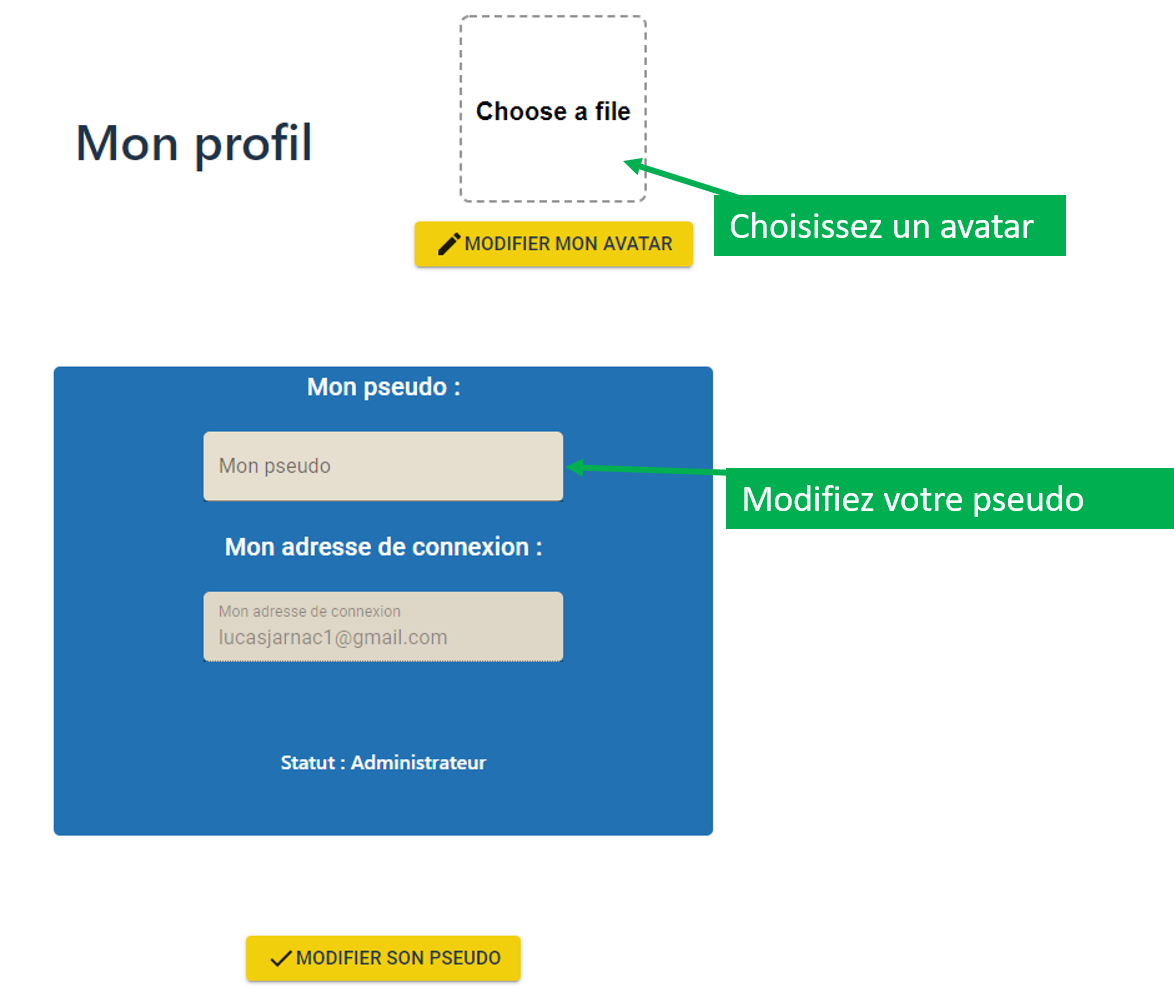 Choose a file
Mon profil
Choisissez un avatar
MODIFIER MON AVATAR
Mon pseudo :
Mon pseudo
Modifiez votre pseudo
Mon adresse de connexion :
Mon adresse de connexion
lucasjarnac1@gmail.com
Statut : Administrateur
MODIFIER SON PSEUDO